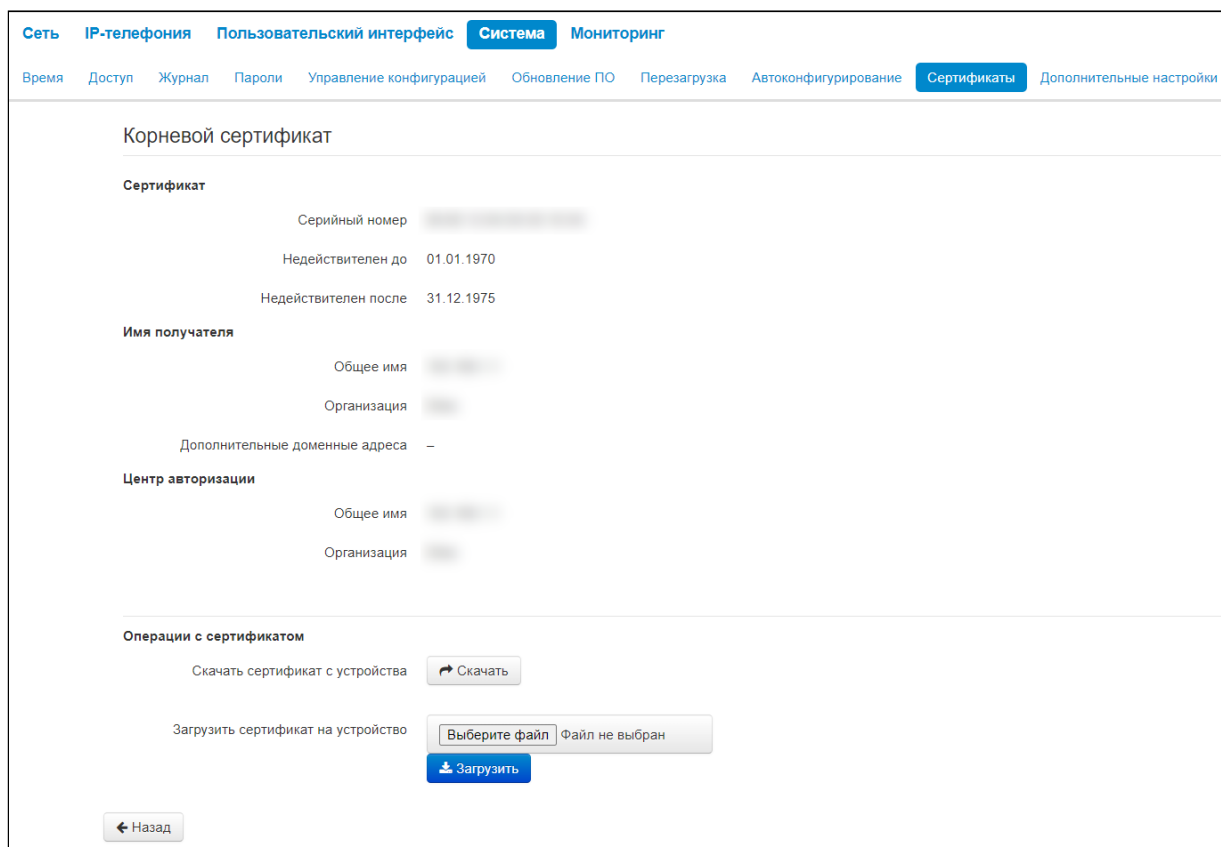 Сеть IP-телефония Пользовательский интерфейс Система Мониторинг
Время Доступ Журнал Пароли Управление конфигурацией Обновление ПО Перезагрузка Автоконфигурирование Сертификаты Дополнительные настройки
Корневой сертификат
Сертификат
Серийный номер
Недействителен до 01.01.1970
Недействителен после 31.12.1975
Имя получателя
Общее имя
Организация
Дополнительные доменные адреса –
Центр авторизации
Общее имя
Организация
Операции с сертификатом
Скачать сертификат с устройства Скачать
Загрузить сертификат на устройство Выберите файл Файл не выбран
Загрузить
Назад